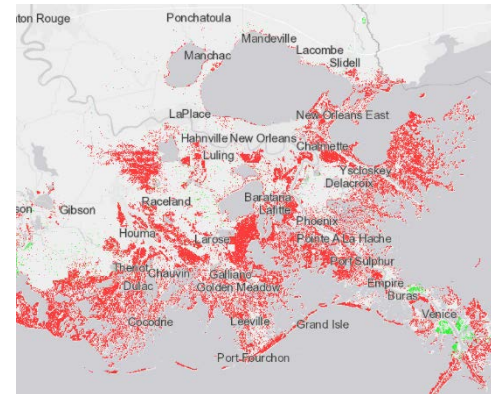 Ponchatoula
ton Rouge
Mandeville
Manchac
Lacombe
Slidell
LaPlace
New Orleans East
Hahnville New Orleans
Chalmette
Luling
Yscloskey
Delacroix
Raceland
Barataria
son
Gibson
Lafitte
Phoenix
Houma
Larose
Pointe A La Hache
Theriot
Chauvin
Galliano
Port Sulphur
Dulac
Golden Meadow
Empire
Buras
Cocodrie
Leeville
Grand Isle
Venice
Port Fourchon